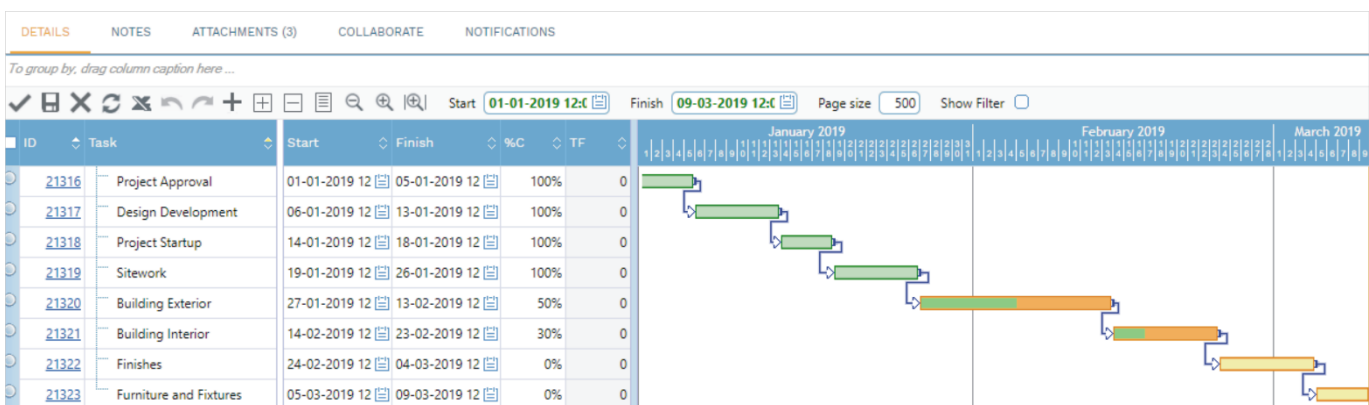 DETAILS NOTES ATTACHMENTS (3) COLLABORATE NOTIFICATIONS
To group by, drag column caption here ...
Start 01-01-2019 12:( Finish 09-03-2019 12:( Page size 500 Show Filter
January 2019 February 2019 March 2019
ID Task Start Finish %C TF
21316 Project Approval 01-01-2019 12 05-01-2019 12 100% 0
21317 Design Development 06-01-2019 12 13-01-2019 12 100% 0
21318 Project Startup 14-01-2019 12 18-01-2019 12 100% 0
21319 Sitework 19-01-2019 12 26-01-2019 12 100% 0
21320 Building Exterior 27-01-2019 12 13-02-2019 12 50% 0
21321 Building Interior 14-02-2019 12 23-02-2019 12 30% 0
21322 Finishes 24-02-2019 12 04-03-2019 12 0% 0
21323 Furniture and Fixtures 05-03-2019 12 09-03-2019 12 0% 0